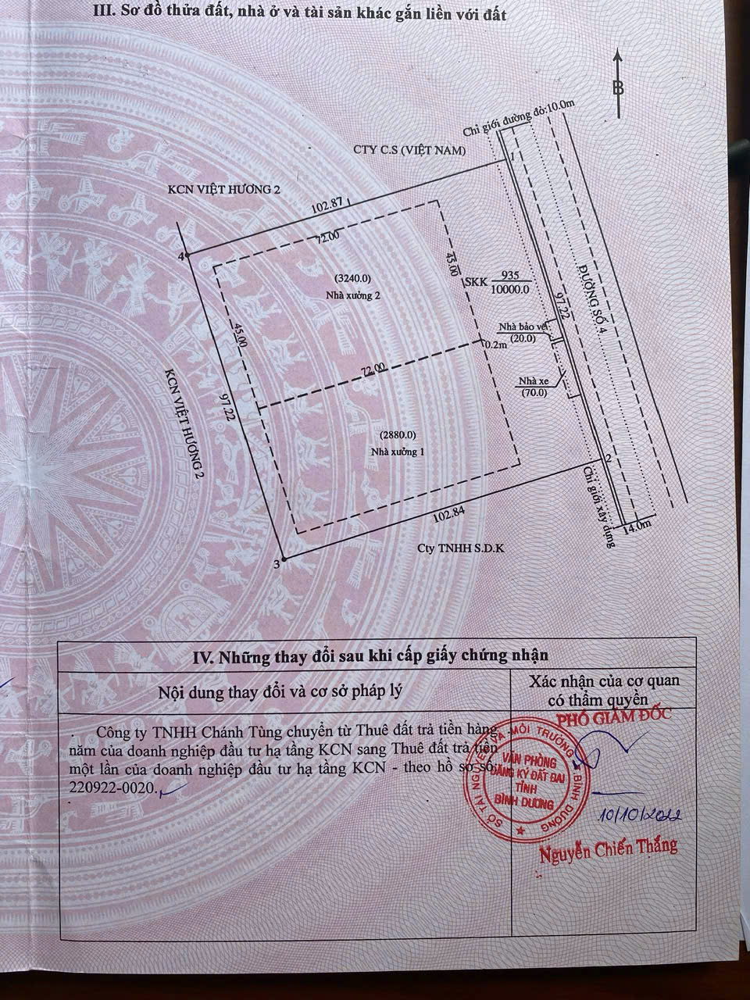 III. Sơ đồ thửa đất, nhà ở và tài sản khác gắn liền với đất
B
Chỉ giới đường đỏ:10.0m
CTY C.S (VIỆT NAM)
1
KCN VIỆT HƯƠNG 2
102.87
72.00
4
45.00
(3240.0)
Nhà xưởng 2
SKK 935
10000.0
ĐƯỜNG SỐ 4
97.22
45.00
Nhà bảo vệ
(20.0)
0.2m
72.00
Nhà xe
(70.0)
KCN VIỆT HƯƠNG 2
97.22
(2880.0)
Nhà xưởng 1
2
Chỉ giới xây dựng
102.84
14.0m
Cty TNHH S.D.K
3
IV. Những thay đổi sau khi cấp giấy chứng nhận
Nội dung thay đổi và cơ sở pháp lý
Xác nhận của cơ quan
có thẩm quyền
PHÓ GIÁM ĐỐC
Công ty TNHH Chánh Tùng chuyển từ Thuê đất trả tiền hàng
năm của doanh nghiệp đầu tư hạ tầng KCN sang Thuê đất trả tiền
một lần của doanh nghiệp đầu tư hạ tầng KCN - theo hồ sơ số
220922-0020.
SỞ TÀI NGUYÊN VÀ MÔI TRƯỜNG T.BÌNH DƯƠNG
VĂN PHÒNG
ĐĂNG KÝ ĐẤT ĐAI
TỈNH
BÌNH DƯƠNG
10/10/2022
Nguyễn Chiến Thắng